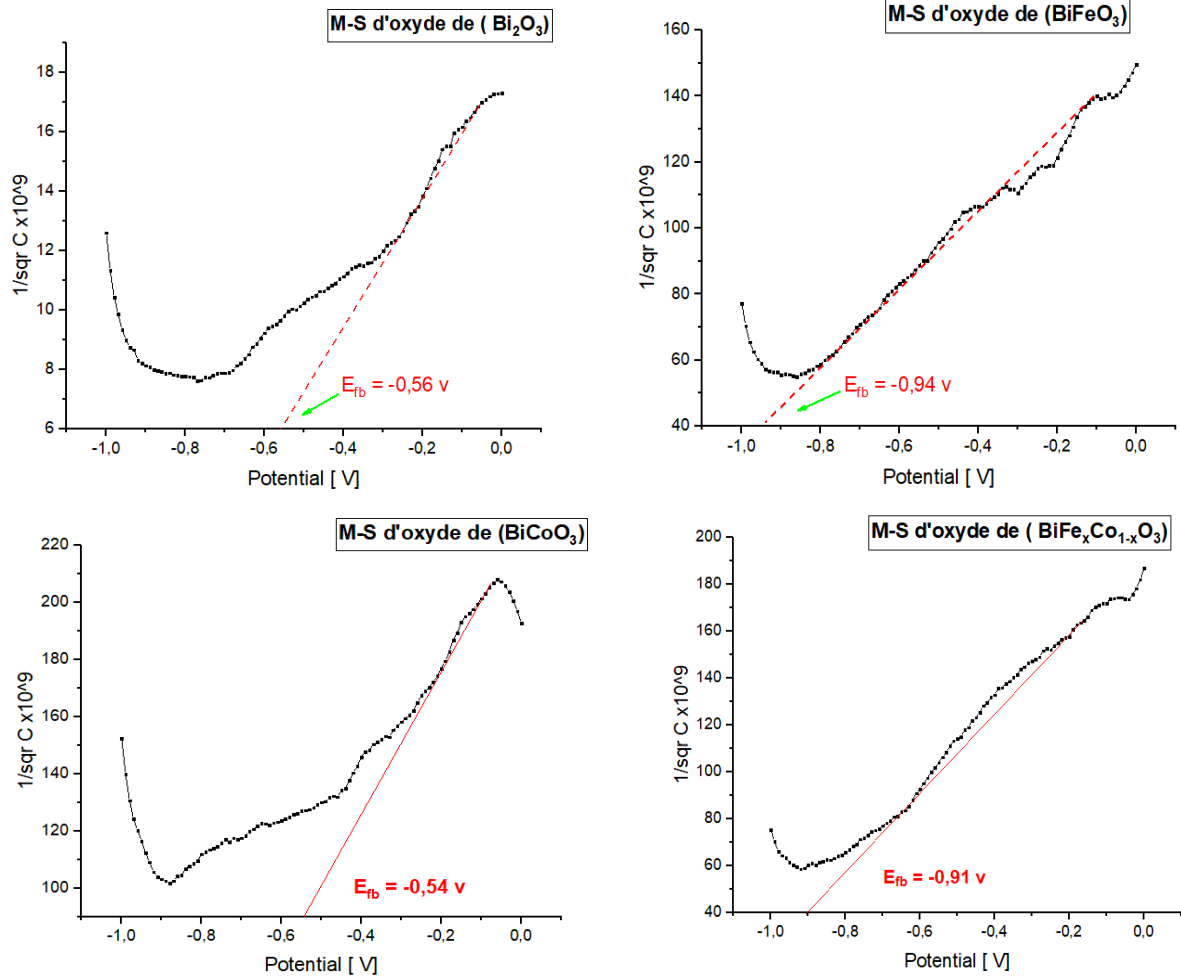 M-S d'oxyde de ( Bi₂O₃)
1/sqr C x10^9
18
16
14
12
10
8
6
E_fb = -0,56 v
-1,0 -0,8 -0,6 -0,4 -0,2 0,0
Potential [ V]
M-S d'oxyde de (BiFeO₃)
1/sqr C x10^9
160
140
120
100
80
60
40
E_fb = -0,94 v
-1,0 -0,8 -0,6 -0,4 -0,2 0,0
Potential [ V]
M-S d'oxyde de (BiCoO₃)
1/sqr C x10^9
220
200
180
160
140
120
100
E_fb = -0,54 v
-1,0 -0,8 -0,6 -0,4 -0,2 0,0
Potential [ V]
M-S d'oxyde de ( BiFeₓCo₁₋ₓO₃)
1/sqr C x10^9
200
180
160
140
120
100
80
60
40
E_fb = -0,91 v
-1,0 -0,8 -0,6 -0,4 -0,2 0,0
Potential [ V]